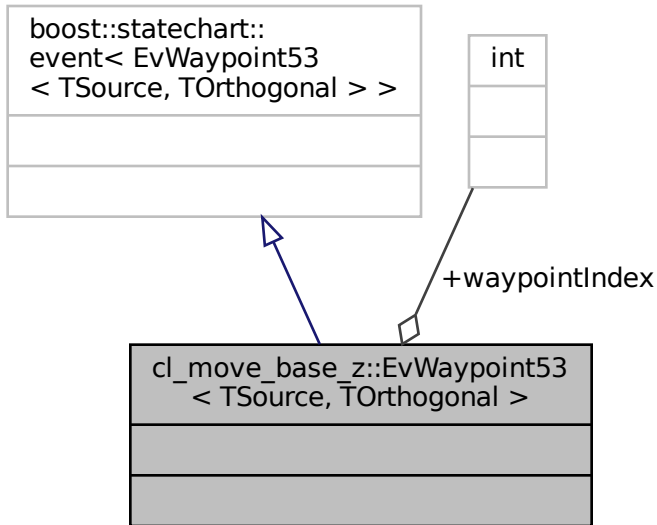 boost::statechart::
event< EvWaypoint53
< TSource, TOrthogonal > >
int
+waypointIndex
cl_move_base_z::EvWaypoint53
< TSource, TOrthogonal >